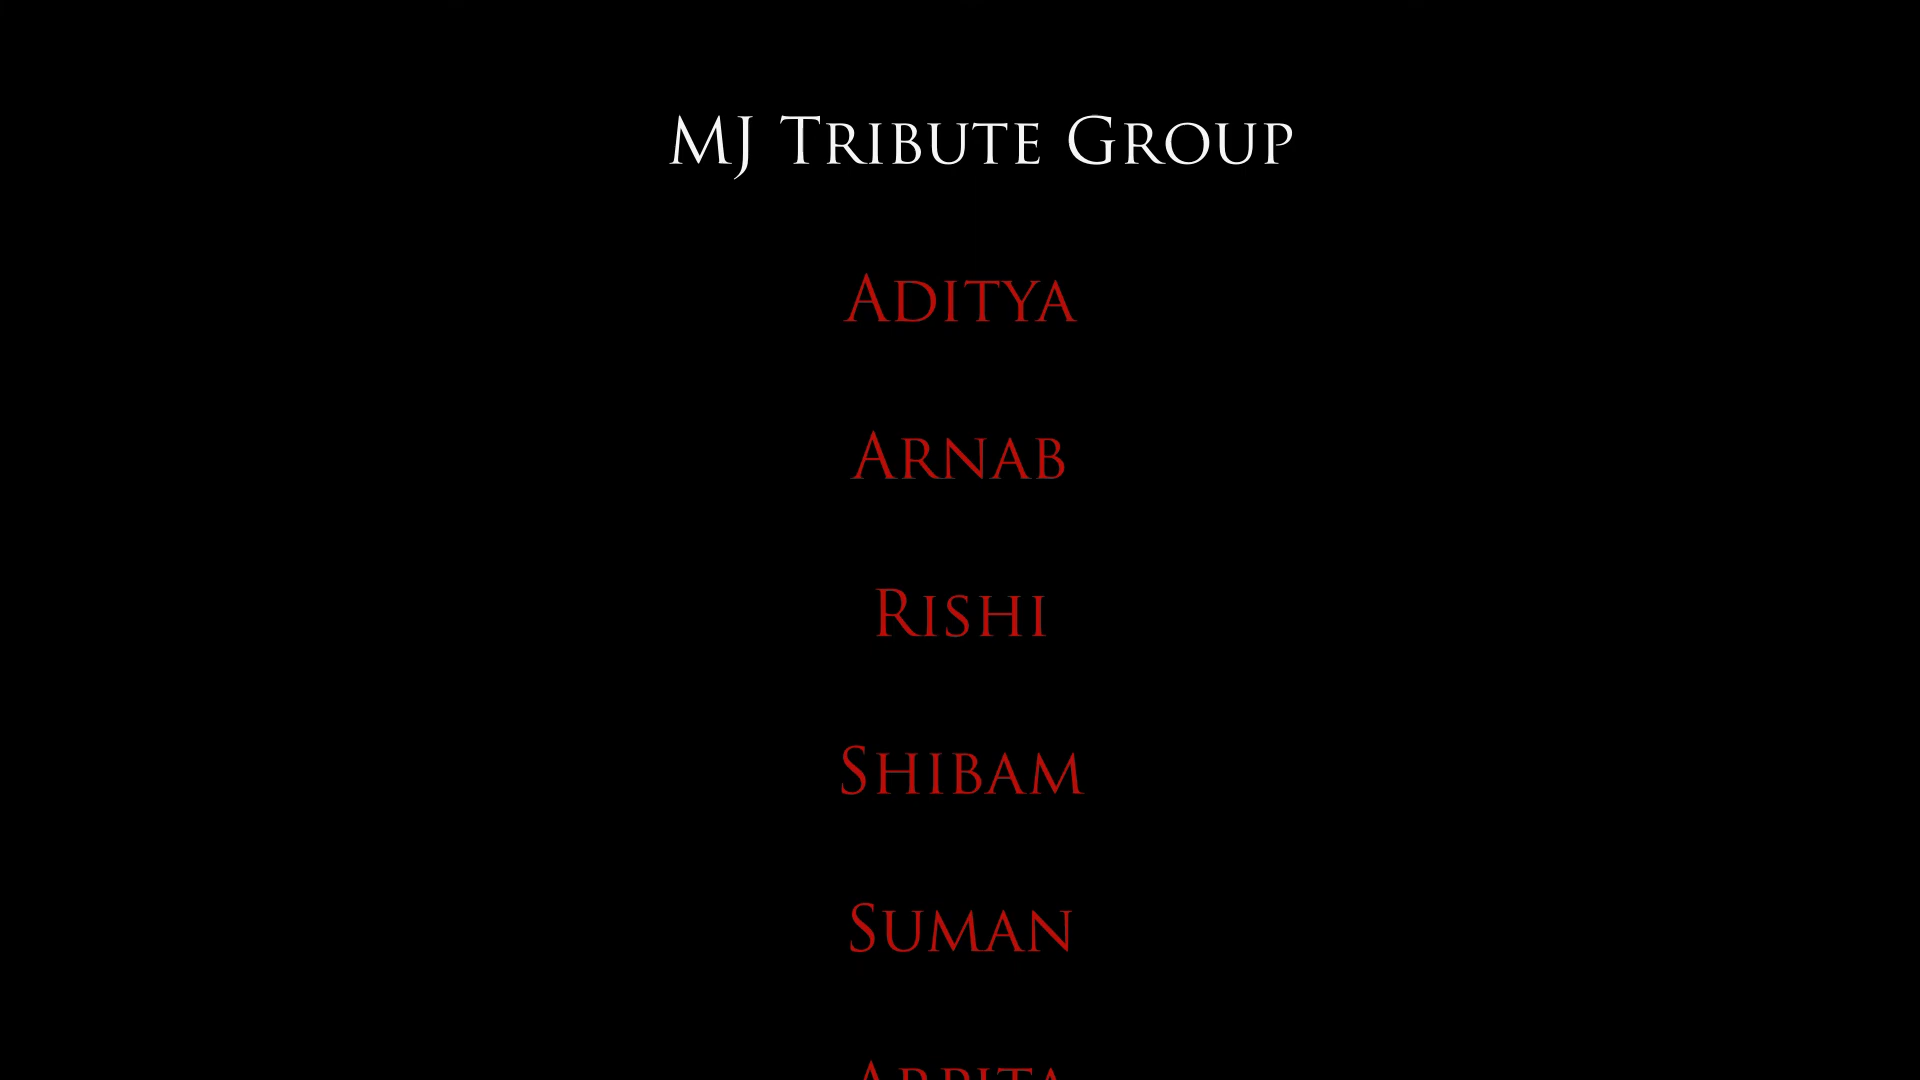 MJ Tribute Group
Aditya
Arnab
Rishi
Shibam
Suman